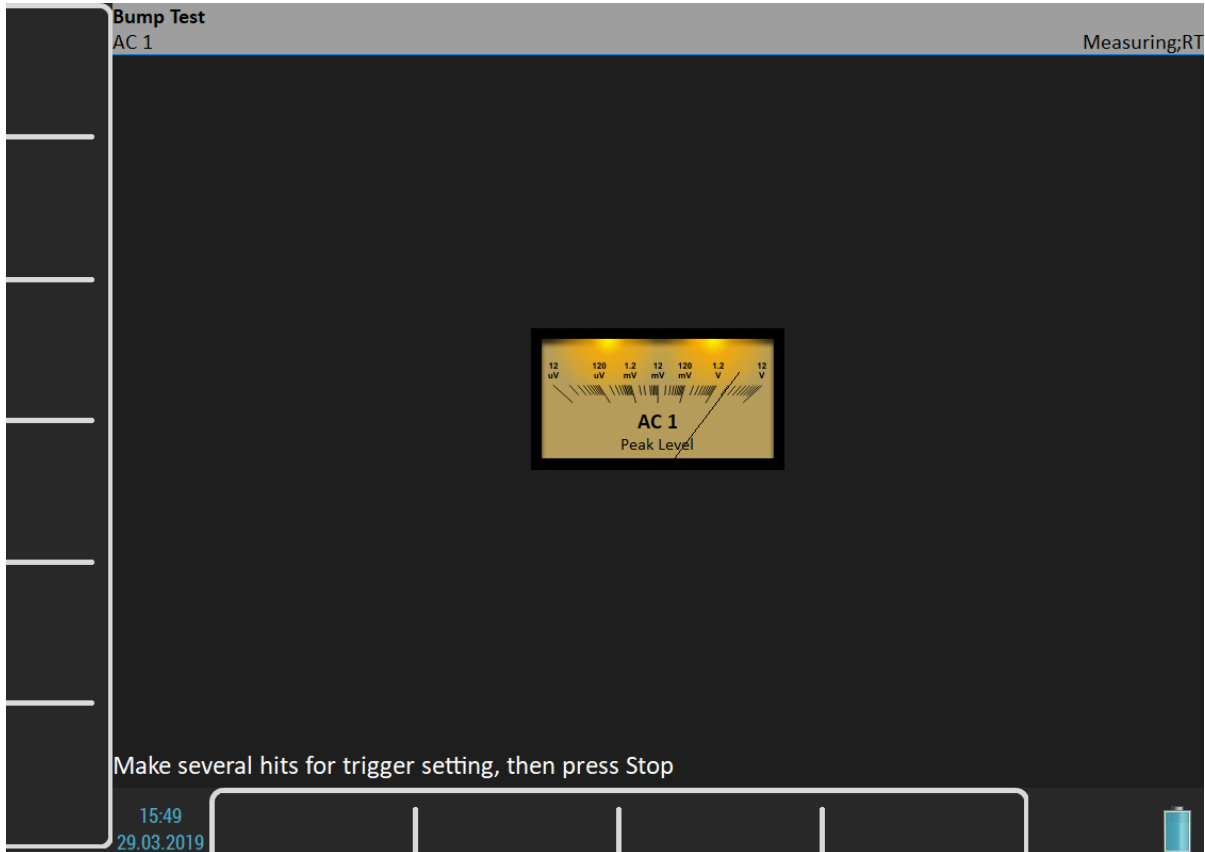 Bump Test
AC 1
Measuring;RT
12 120 1.2 12 120 1.2 12
uV uV mV mV mV V V
AC 1
Peak Level
Make several hits for trigger setting, then press Stop
15:49
29.03.2019